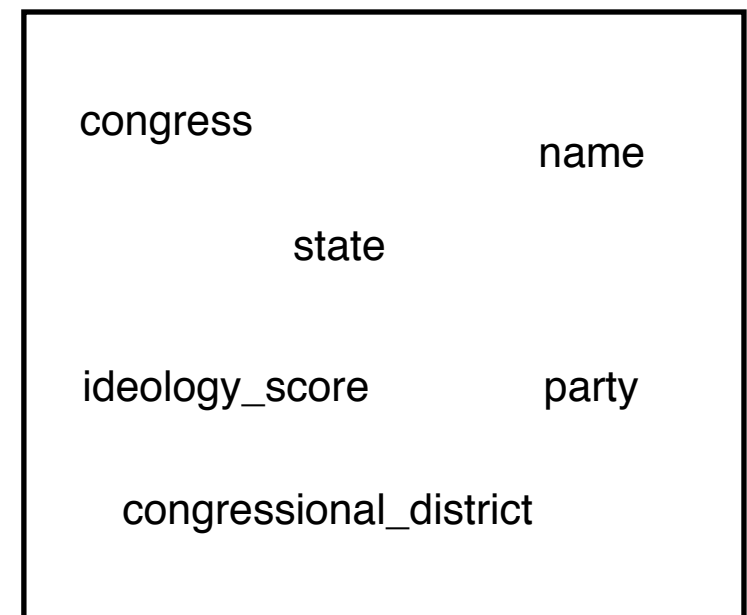 congress
name
state
ideology_score
party
congressional_district